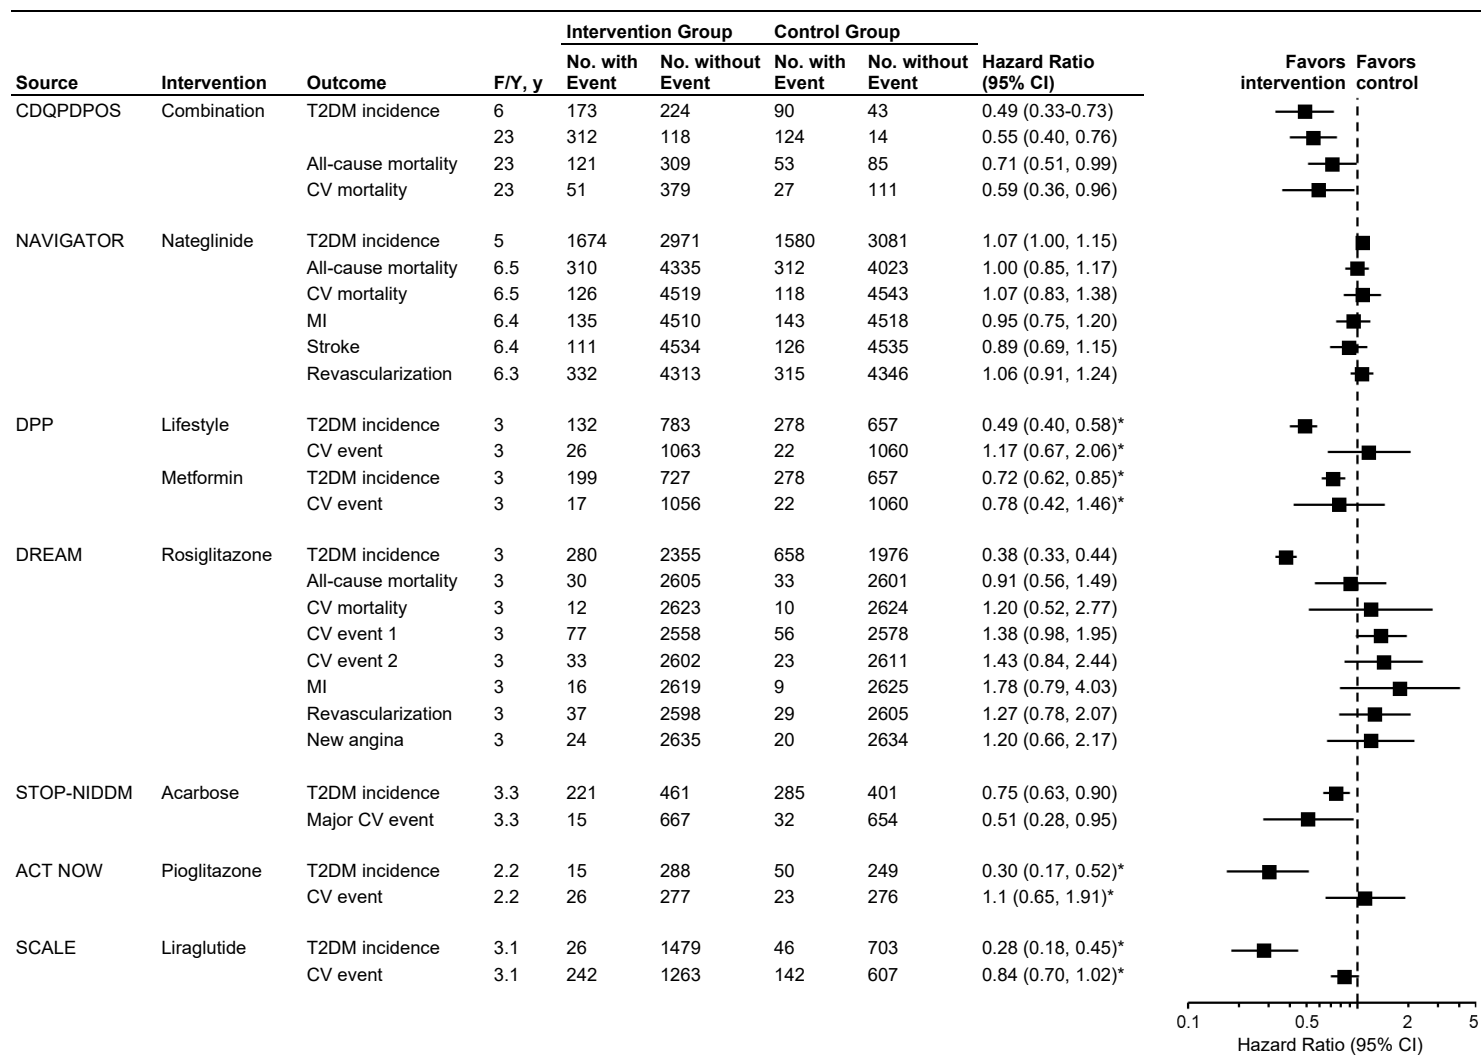 Intervention Group Control Group
Source Intervention Outcome F/Y, y No. with Event No. without Event No. with Event No. without Event Hazard Ratio (95% CI) Favors intervention Favors control
CDQPDPOS Combination T2DM incidence 6 173 224 90 43 0.49 (0.33-0.73)
23 312 118 124 14 0.55 (0.40, 0.76)
All-cause mortality 23 121 309 53 85 0.71 (0.51, 0.99)
CV mortality 23 51 379 27 111 0.59 (0.36, 0.96)
NAVIGATOR Nateglinide T2DM incidence 5 1674 2971 1580 3081 1.07 (1.00, 1.15)
All-cause mortality 6.5 310 4335 312 4023 1.00 (0.85, 1.17)
CV mortality 6.5 126 4519 118 4543 1.07 (0.83, 1.38)
MI 6.4 135 4510 143 4518 0.95 (0.75, 1.20)
Stroke 6.4 111 4534 126 4535 0.89 (0.69, 1.15)
Revascularization 6.3 332 4313 315 4346 1.06 (0.91, 1.24)
DPP Lifestyle T2DM incidence 3 132 783 278 657 0.49 (0.40, 0.58)*
CV event 3 26 1063 22 1060 1.17 (0.67, 2.06)*
Metformin T2DM incidence 3 199 727 278 657 0.72 (0.62, 0.85)*
CV event 3 17 1056 22 1060 0.78 (0.42, 1.46)*
DREAM Rosiglitazone T2DM incidence 3 280 2355 658 1976 0.38 (0.33, 0.44)
All-cause mortality 3 30 2605 33 2601 0.91 (0.56, 1.49)
CV mortality 3 12 2623 10 2624 1.20 (0.52, 2.77)
CV event 1 3 77 2558 56 2578 1.38 (0.98, 1.95)
CV event 2 3 33 2602 23 2611 1.43 (0.84, 2.44)
MI 3 16 2619 9 2625 1.78 (0.79, 4.03)
Revascularization 3 37 2598 29 2605 1.27 (0.78, 2.07)
New angina 3 24 2635 20 2634 1.20 (0.66, 2.17)
STOP-NIDDM Acarbose T2DM incidence 3.3 221 461 285 401 0.75 (0.63, 0.90)
Major CV event 3.3 15 667 32 654 0.51 (0.28, 0.95)
ACT NOW Pioglitazone T2DM incidence 2.2 15 288 50 249 0.30 (0.17, 0.52)*
CV event 2.2 26 277 23 276 1.1 (0.65, 1.91)*
SCALE Liraglutide T2DM incidence 3.1 26 1479 46 703 0.28 (0.18, 0.45)*
CV event 3.1 242 1263 142 607 0.84 (0.70, 1.02)*
0.1 0.5 2 5
Hazard Ratio (95% CI)